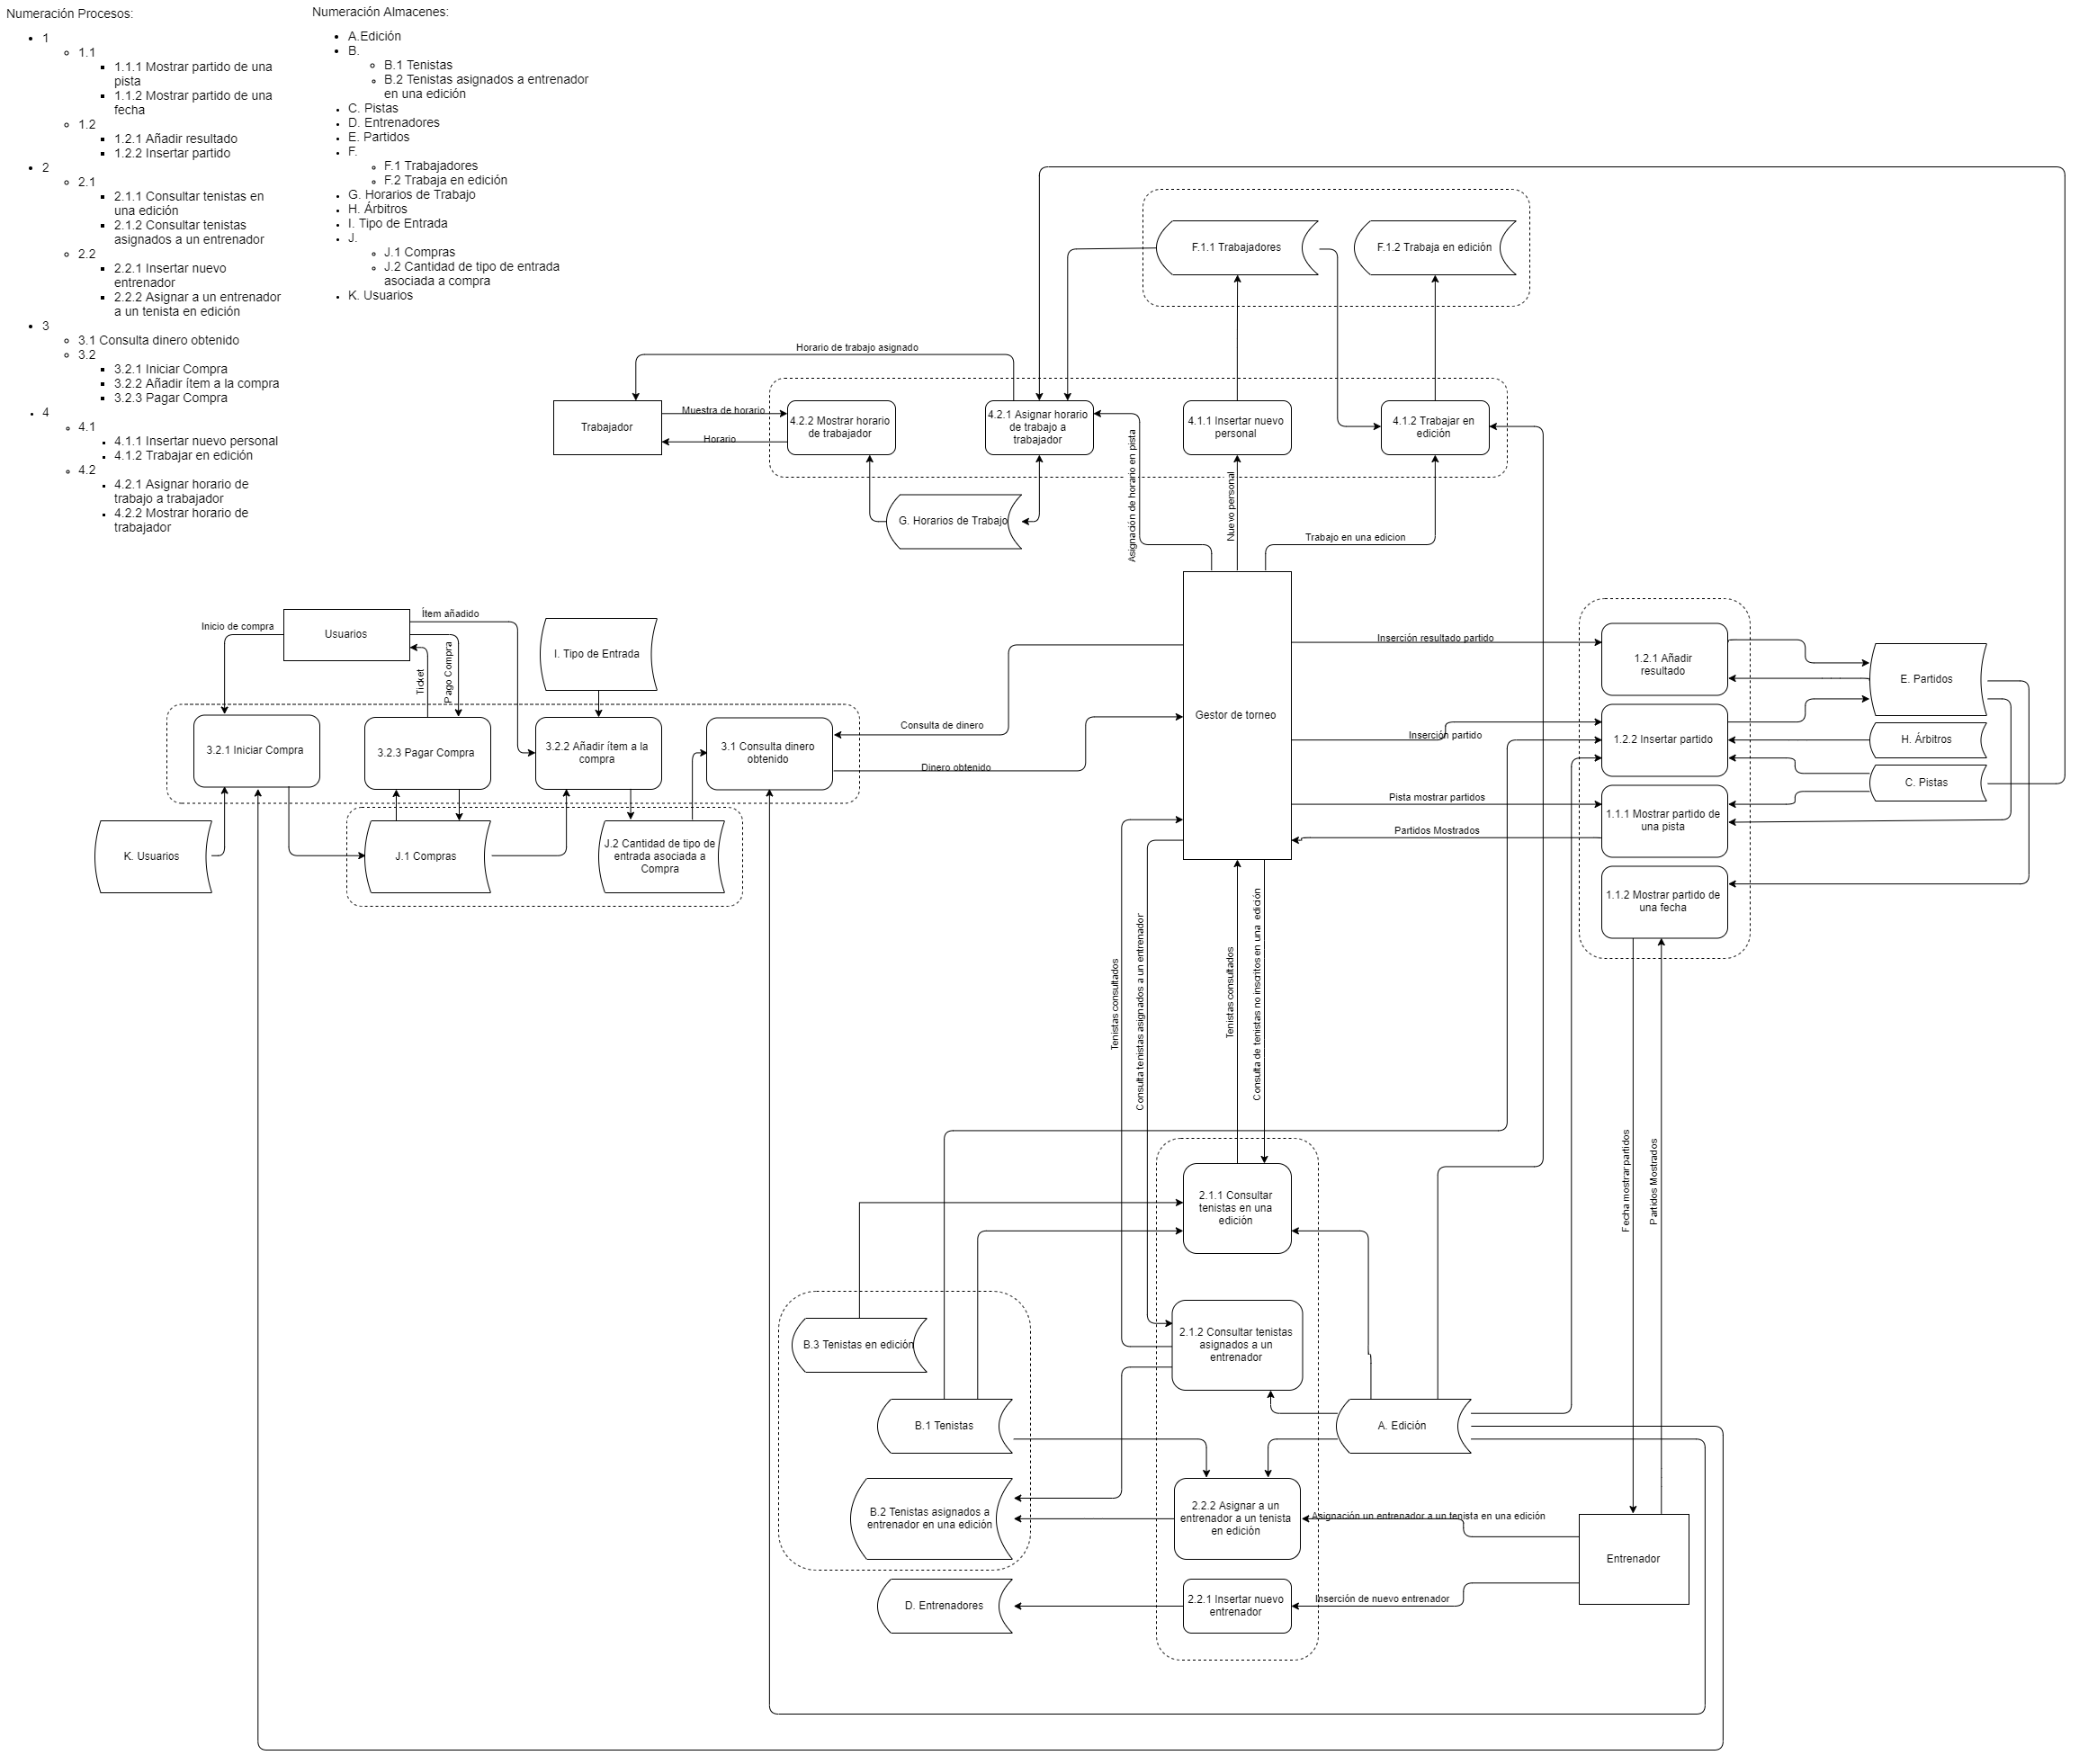 Numeración Procesos:
1
1.1
1.1.1 Mostrar partido de una
pista
1.1.2 Mostrar partido de una
fecha
1.2
1.2.1 Añadir resultado
1.2.2 Insertar partido
2
2.1
2.1.1 Consultar tenistas en
una edición
2.1.2 Consultar tenistas
asignados a un entrenador
2.2
2.2.1 Insertar nuevo
entrenador
2.2.2 Asignar a un entrenador
a un tenista en edición
3
3.1 Consulta dinero obtenido
3.2
3.2.1 Iniciar Compra
3.2.2 Añadir ítem a la compra
3.2.3 Pagar Compra
4
4.1
4.1.1 Insertar nuevo personal
4.1.2 Trabajar en edición
4.2
4.2.1 Asignar horario de
trabajo a trabajador
4.2.2 Mostrar horario de
trabajador
Numeración Almacenes:
A.Edición
B.
B.1 Tenistas
B.2 Tenistas asignados a entrenador
en una edición
C. Pistas
D. Entrenadores
E. Partidos
F.
F.1 Trabajadores
F.2 Trabaja en edición
G. Horarios de Trabajo
H. Árbitros
I. Tipo de Entrada
J.
J.1 Compras
J.2 Cantidad de tipo de entrada
asociada a compra
K. Usuarios
F.1.1 Trabajadores
F.1.2 Trabaja en edición
Horario de trabajo asignado
Trabajador
Muestra de horario
Horario
4.2.2 Mostrar horario
de trabajador
4.2.1 Asignar horario
de trabajo a
trabajador
4.1.1 Insertar nuevo
personal
4.1.2 Trabajar en
edición
G. Horarios de Trabajo
Asignación de horario en pista
Nuevo personal
Trabajo en una edicion
Usuarios
Inicio de compra
Ítem añadido
Ticket
Pago Compra
I. Tipo de Entrada
3.2.1 Iniciar Compra
3.2.3 Pagar Compra
3.2.2 Añadir ítem a la
compra
3.1 Consulta dinero
obtenido
Consulta de dinero
Dinero obtenido
K. Usuarios
J.1 Compras
J.2 Cantidad de tipo de
entrada asociada a
Compra
Gestor de torneo
Inserción resultado partido
Inserción partido
Pista mostrar partidos
Partidos Mostrados
1.2.1 Añadir
resultado
1.2.2 Insertar partido
1.1.1 Mostrar partido de
una pista
1.1.2 Mostrar partido de
una fecha
E. Partidos
H. Árbitros
C. Pistas
Tenistas consultados
Consulta tenistas asignados a un entrenador
Tenistas consultados
Consulta de tenistas no inscritos en una edición
Fecha mostrar partidos
Partidos Mostrados
2.1.1 Consultar
tenistas en una
edición
2.1.2 Consultar tenistas
asignados a un
entrenador
B.3 Tenistas en edición
B.1 Tenistas
A. Edición
B.2 Tenistas asignados a
entrenador en una edición
2.2.2 Asignar a un
entrenador a un tenista
en edición
Asignación un entrenador a un tenista en una edición
Entrenador
D. Entrenadores
2.2.1 Insertar nuevo
entrenador
Inserción de nuevo entrenador